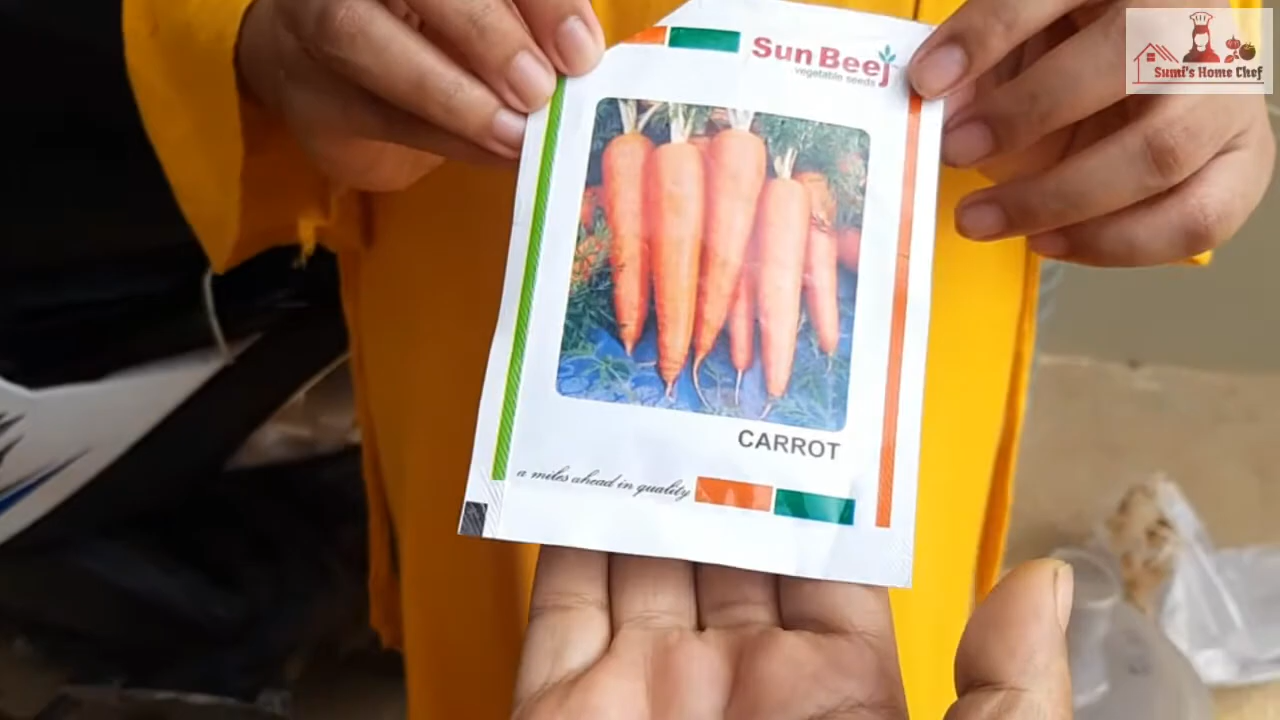 Sun Beej
vegetable seeds
Sumi's Home Chef
CARROT
a miles ahead in quality